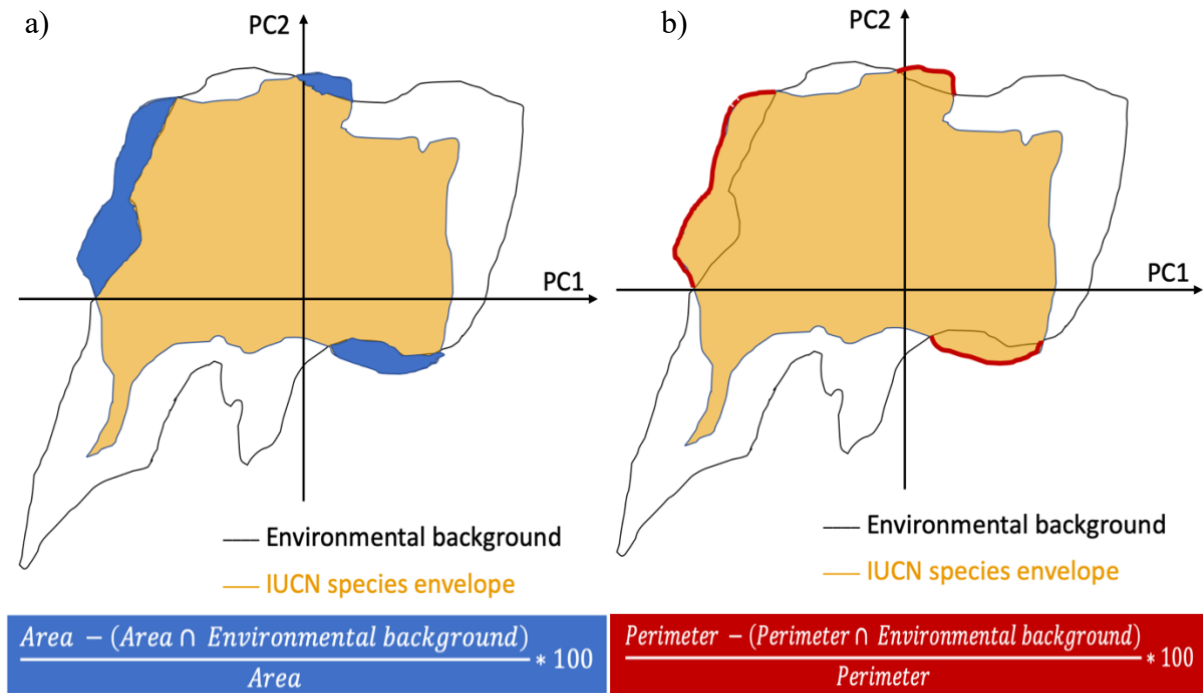 a)
PC2
PC1
Environmental background
IUCN species envelope
Area − (Area ∩ Environmental background)
Area
* 100
b)
PC2
PC1
Environmental background
IUCN species envelope
Perimeter − (Perimeter ∩ Environmental background)
Perimeter
* 100